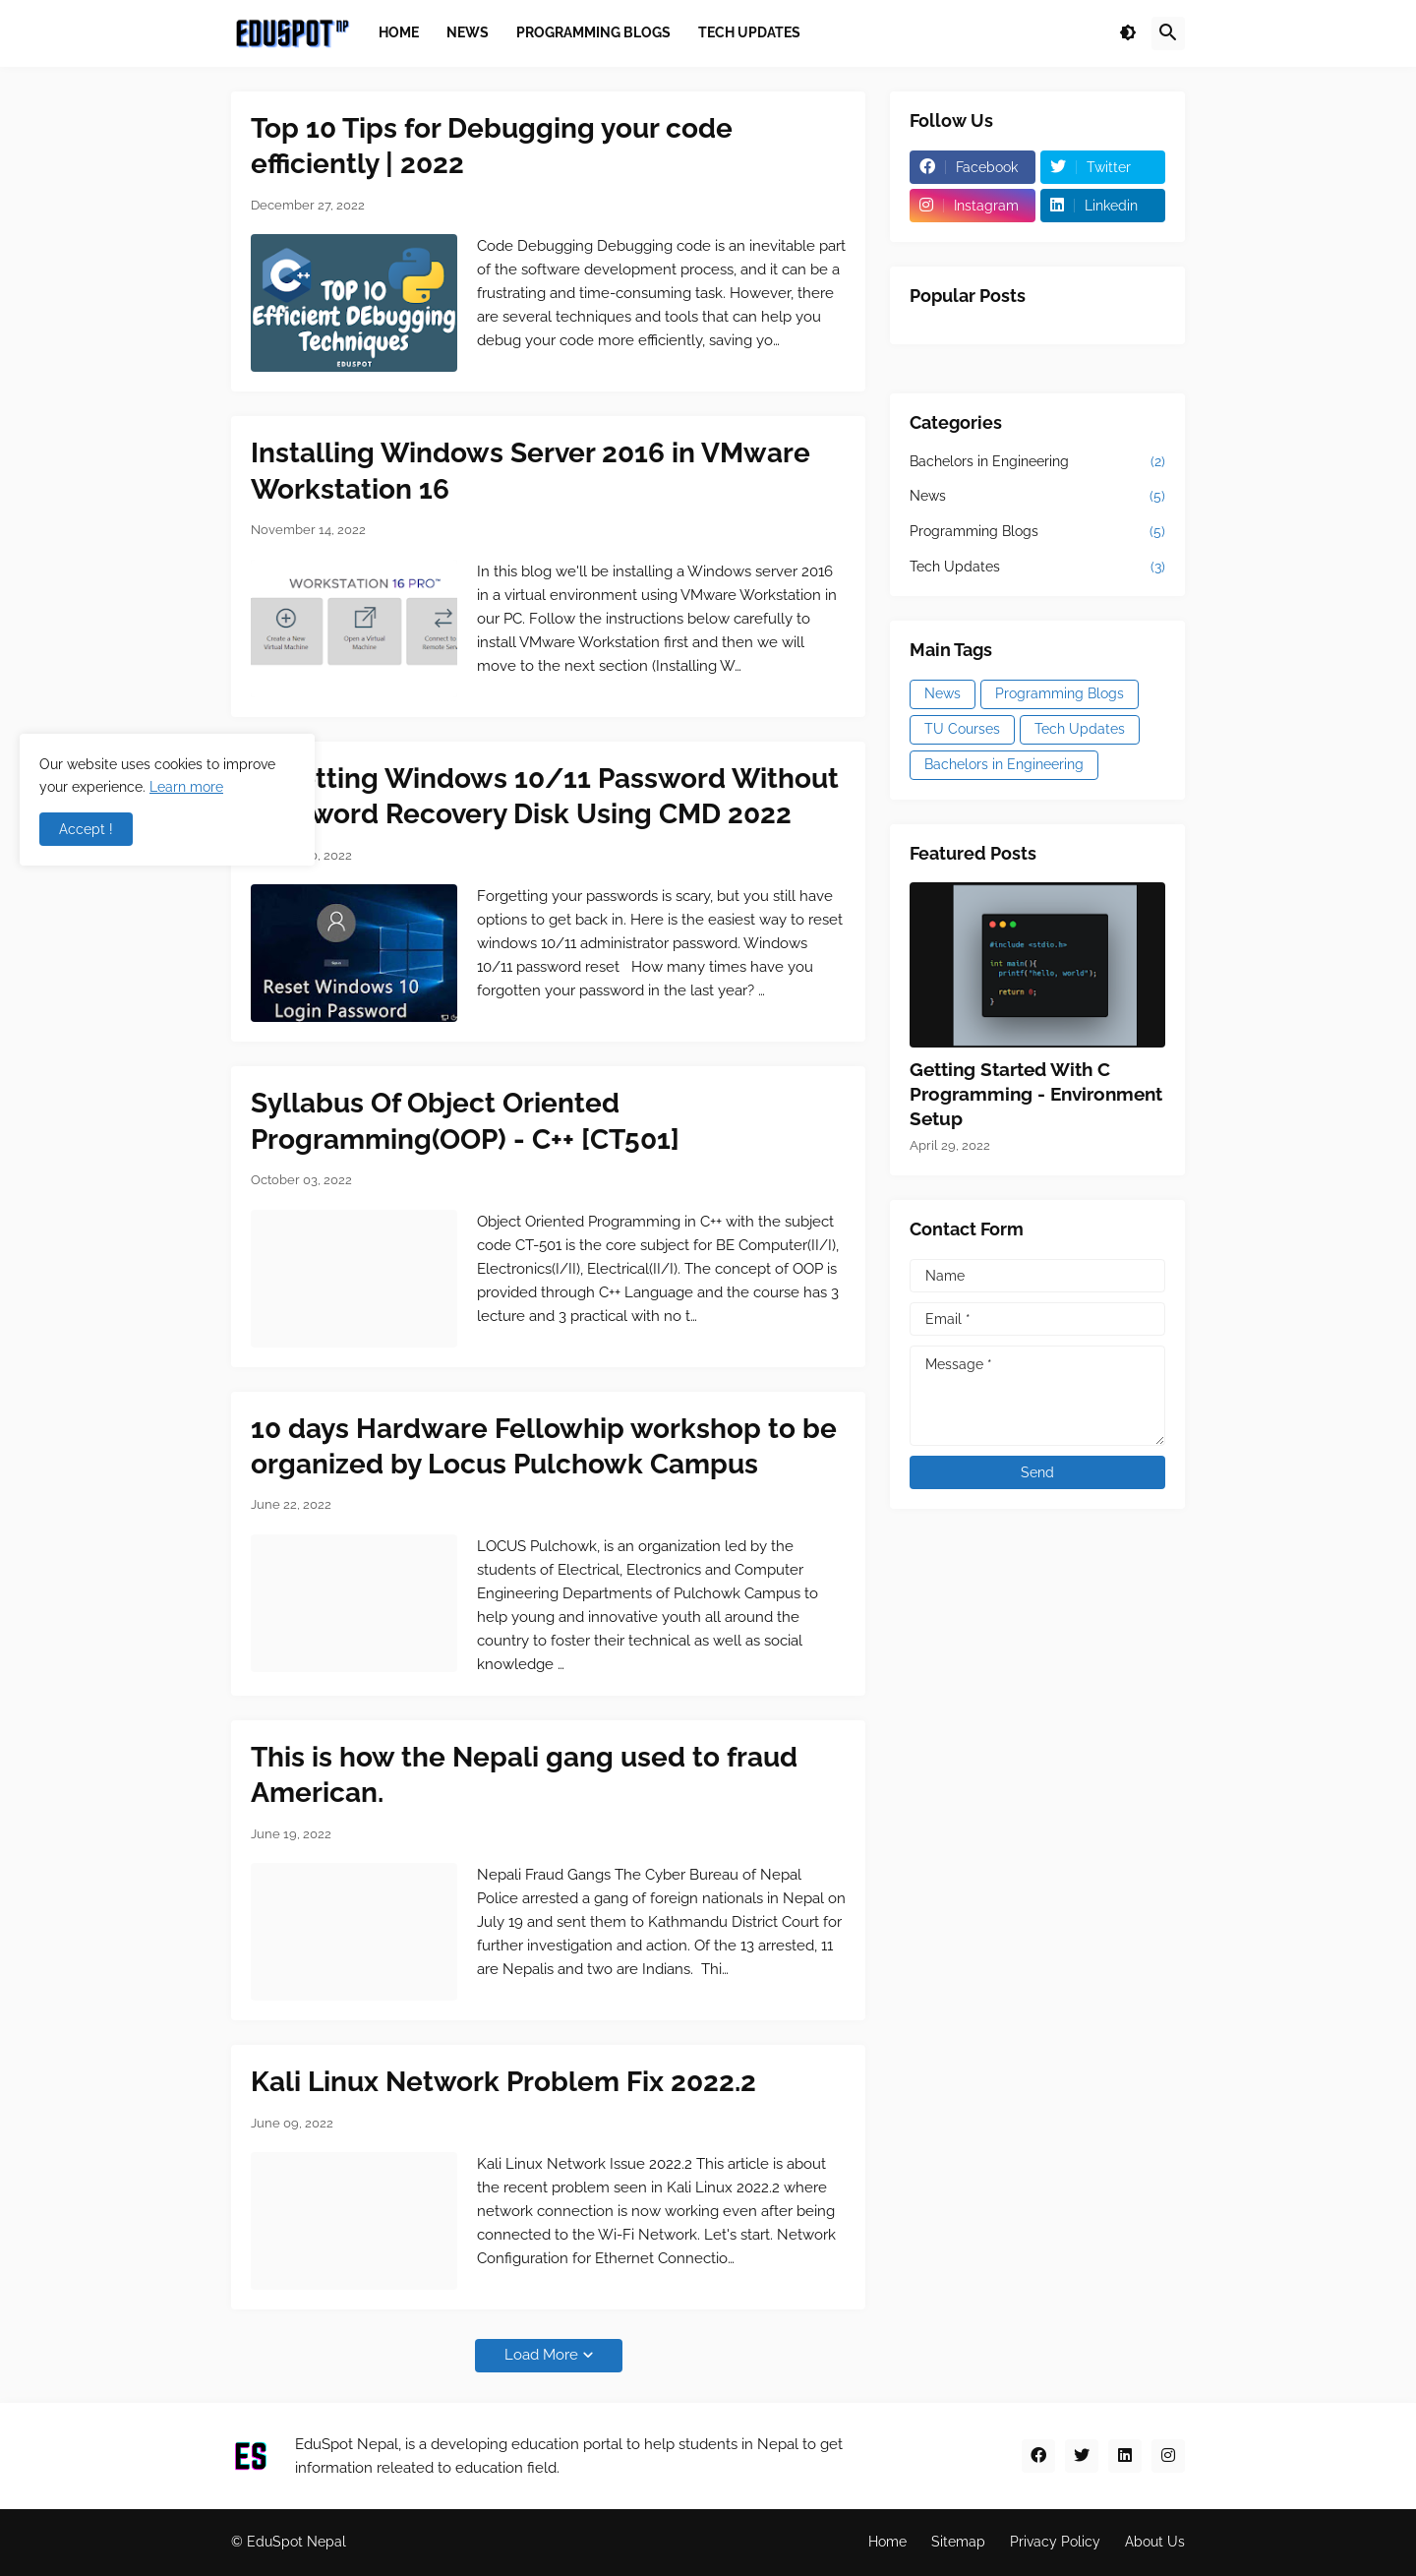 EDUSPOT NP
HOME
NEWS
PROGRAMMING BLOGS
TECH UPDATES
Top 10 Tips for Debugging your code
efficiently | 2022
December 27, 2022
C++
TOP 10
Efficient DEbugging
Techniques
EDUSPOT
Code Debugging Debugging code is an inevitable part
of the software development process, and it can be a
frustrating and time-consuming task. However, there
are several techniques and tools that can help you
debug your code more efficiently, saving yo…
Installing Windows Server 2016 in VMware
Workstation 16
November 14, 2022
WORKSTATION 16 PRO™
Create a New
Virtual Machine
Open a Virtual
Machine
Connect to
Remote Serv
In this blog we'll be installing a Windows server 2016
in a virtual environment using VMware Workstation in
our PC. Follow the instructions below carefully to
install VMware Workstation first and then we will
move to the next section (Installing W…
Our website uses cookies to improve
your experience. Learn more
Accept !
tting Windows 10/11 Password Without
word Recovery Disk Using CMD 2022
0, 2022
Reset Windows 10
Login Password
Forgetting your passwords is scary, but you still have
options to get back in. Here is the easiest way to reset
windows 10/11 administrator password. Windows
10/11 password reset   How many times have you
forgotten your password in the last year? …
Syllabus Of Object Oriented
Programming(OOP) - C++ [CT501]
October 03, 2022
Object Oriented Programming in C++ with the subject
code CT-501 is the core subject for BE Computer(II/I),
Electronics(I/II), Electrical(II/I). The concept of OOP is
provided through C++ Language and the course has 3
lecture and 3 practical with no t…
10 days Hardware Fellowhip workshop to be
organized by Locus Pulchowk Campus
June 22, 2022
LOCUS Pulchowk, is an organization led by the
students of Electrical, Electronics and Computer
Engineering Departments of Pulchowk Campus to
help young and innovative youth all around the
country to foster their technical as well as social
knowledge …
This is how the Nepali gang used to fraud
American.
June 19, 2022
Nepali Fraud Gangs The Cyber Bureau of Nepal
Police arrested a gang of foreign nationals in Nepal on
July 19 and sent them to Kathmandu District Court for
further investigation and action. Of the 13 arrested, 11
are Nepalis and two are Indians.  Thi…
Kali Linux Network Problem Fix 2022.2
June 09, 2022
Kali Linux Network Issue 2022.2 This article is about
the recent problem seen in Kali Linux 2022.2 where
network connection is now working even after being
connected to the Wi-Fi Network. Let's start. Network
Configuration for Ethernet Connectio…
Load More
Follow Us
Facebook
Twitter
Instagram
Linkedin
Popular Posts
Categories
Bachelors in Engineering (2)
News (5)
Programming Blogs (5)
Tech Updates (3)
Main Tags
News
Programming Blogs
TU Courses
Tech Updates
Bachelors in Engineering
Featured Posts
#include <stdio.h>
int main(){
printf("hello, world");
return 0;
}
Getting Started With C
Programming - Environment
Setup
April 29, 2022
Contact Form
Name
Email *
Message *
Send
ES
EduSpot Nepal, is a developing education portal to help students in Nepal to get
information releated to education field.
© EduSpot Nepal
Home
Sitemap
Privacy Policy
About Us